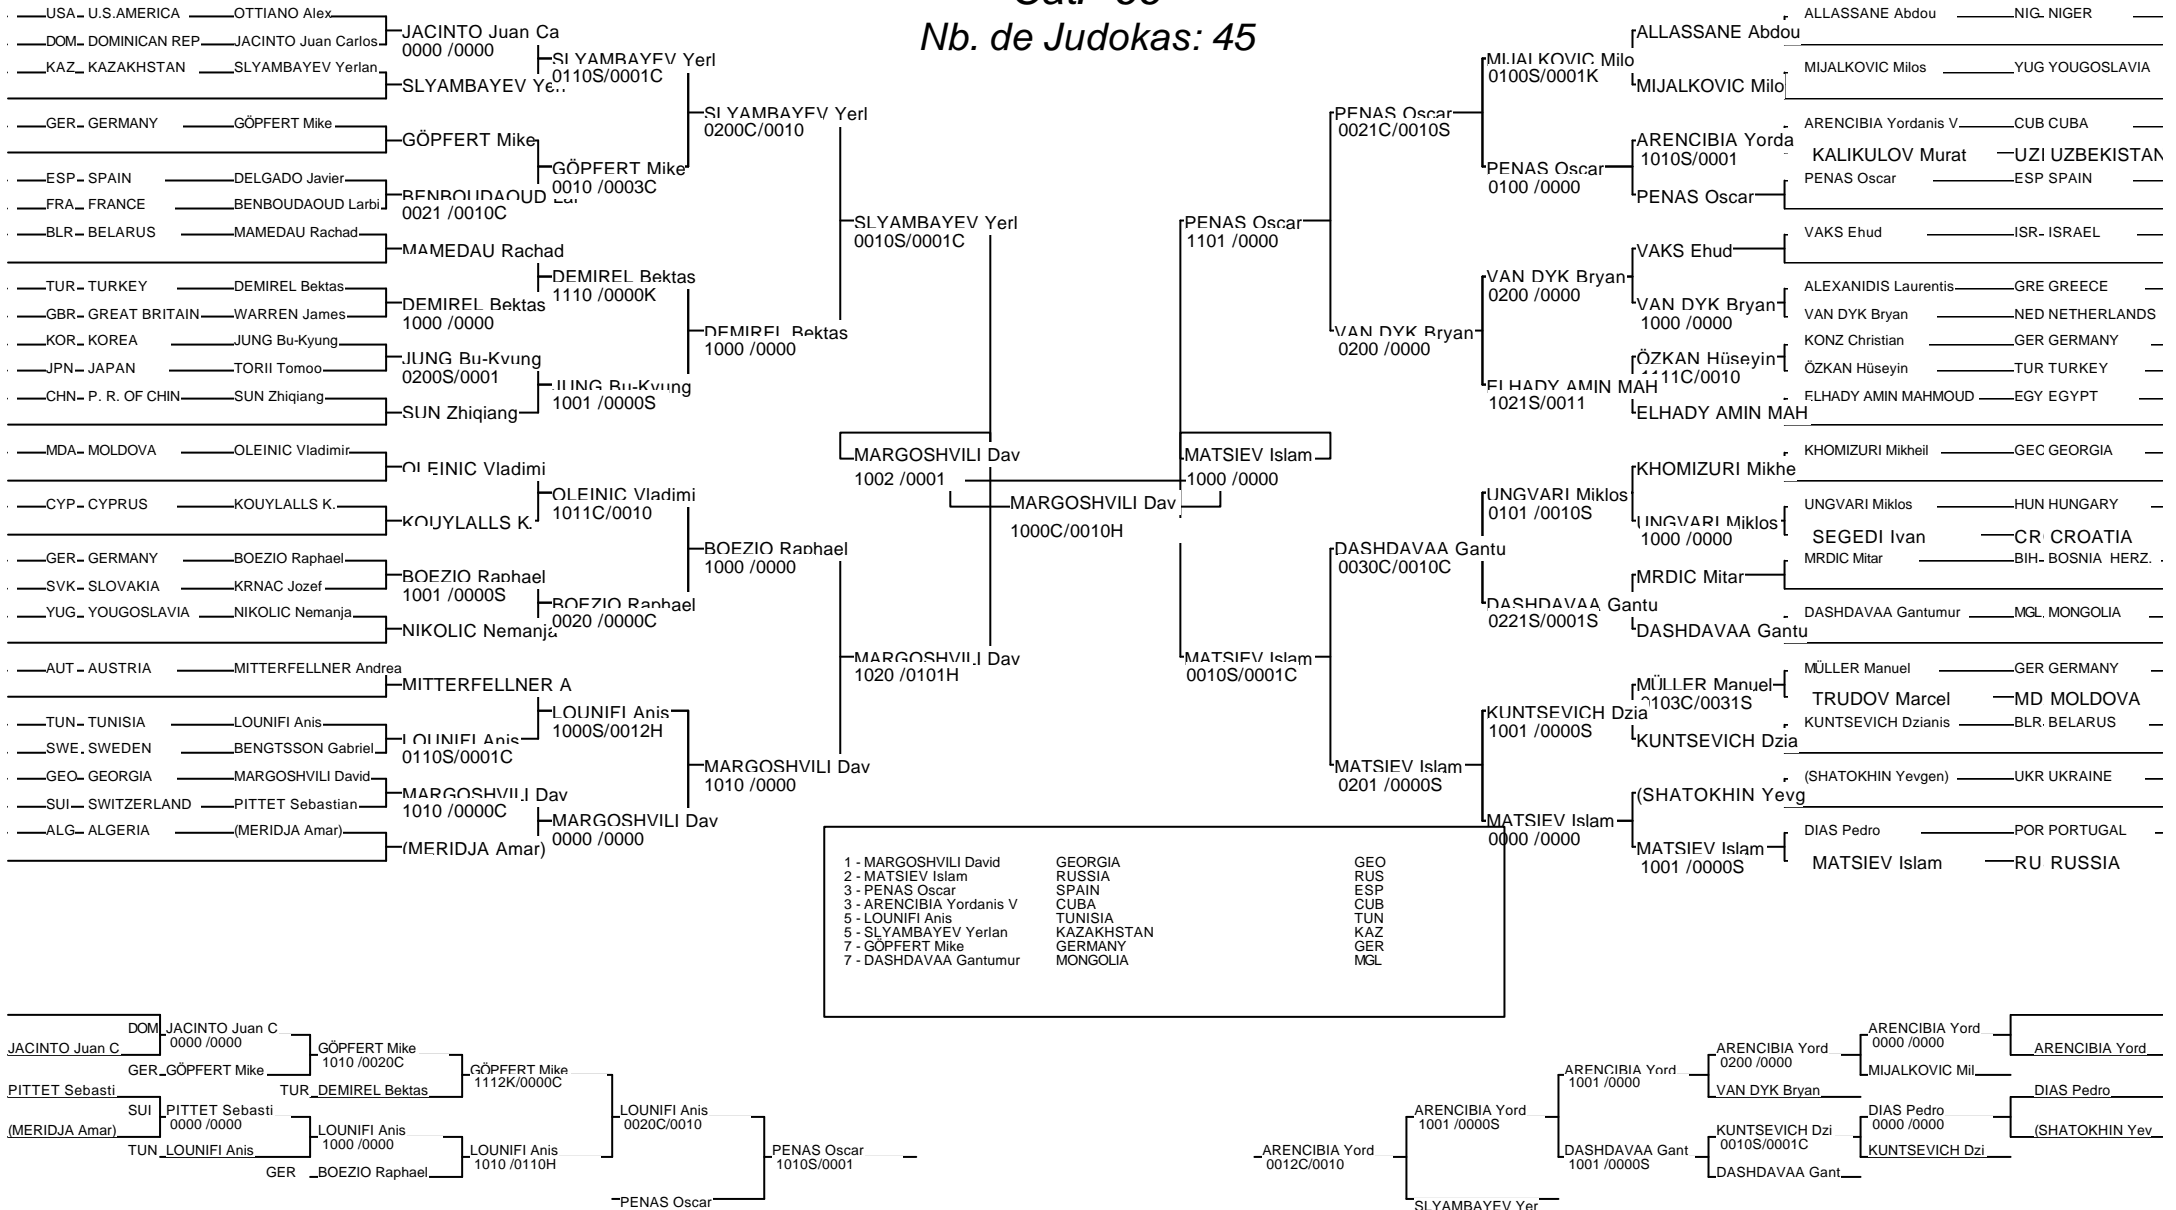 Nb. de Judokas: 45
USA U.S.AMERICA OTTIANO Alex
DOM DOMINICAN REP JACINTO Juan Carlos
KAZ KAZAKHSTAN SLYAMBAYEV Yerlan
GER GERMANY GÖPFERT Mike
ESP SPAIN DELGADO Javier
FRA FRANCE BENBOUDAOUD Larbi
BLR BELARUS MAMEDAU Rachad
TUR TURKEY DEMIREL Bektas
GBR GREAT BRITAIN WARREN James
KOR KOREA JUNG Bu-Kyung
JPN JAPAN TORII Tomoo
CHN P. R. OF CHIN SUN Zhiqiang
MDA MOLDOVA OLEINIC Vladimir
CYP CYPRUS KOUYLALLS K.
GER GERMANY BOEZIO Raphael
SVK SLOVAKIA KRNAC Jozef
YUG YOUGOSLAVIA NIKOLIC Nemanja
AUT AUSTRIA MITTERFELLNER Andrea
TUN TUNISIA LOUNIFI Anis
SWE SWEDEN BENGTSSON Gabriel
GEO GEORGIA MARGOSHVILI David
SUI SWITZERLAND PITTET Sebastian
ALG ALGERIA (MERIDJA Amar)
JACINTO Juan Ca
0000 /0000
SLYAMBAYEV Yer
GÖPFERT Mike
BENBOUDAOUD Lar
0021 /0010C
MAMEDAU Rachad
DEMIREL Bektas
1000 /0000
JUNG Bu-Kyung
0200S/0001
SUN Zhiqiang
OLEINIC Vladimi
KOUYLALLS K.
BOEZIO Raphael
1001 /0000S
NIKOLIC Nemanja
MITTERFELLNER A
LOUNIFI Anis
0110S/0001C
MARGOSHVILI Dav
1010 /0000C
(MERIDJA Amar)
SLYAMBAYEV Yerl
0110S/0001C
GÖPFERT Mike
0010 /0003C
DEMIREL Bektas
1110 /0000K
JUNG Bu-Kyung
1001 /0000S
OLEINIC Vladimi
1011C/0010
BOEZIO Raphael
0020 /0000C
LOUNIFI Anis
1000S/0012H
MARGOSHVILI Dav
0000 /0000
SLYAMBAYEV Yerl
0200C/0010
DEMIREL Bektas
1000 /0000
BOEZIO Raphael
1000 /0000
MARGOSHVILI Dav
1010 /0000
SLYAMBAYEV Yerl
0010S/0001C
MARGOSHVILI Dav
1020 /0101H
MARGOSHVILI Dav
1002 /0001
MARGOSHVILI Dav
1000C/0010H
MATSIEV Islam
1000 /0000
PENAS Oscar
1101 /0000
MATSIEV Islam
0010S/0001C
PENAS Oscar
0021C/0010S
VAN DYK Bryan
0200 /0000
DASHDAVAA Gantu
0030C/0010C
MATSIEV Islam
0201 /0000S
MIJALKOVIC Milo
0100S/0001K
PENAS Oscar
0100 /0000
VAN DYK Bryan
0200 /0000
ELHADY AMIN MAH
1021S/0011
UNGVARI Miklos
0101 /0010S
DASHDAVAA Gantu
0221S/0001S
KUNTSEVICH Dzia
1001 /0000S
MATSIEV Islam
0000 /0000
ALLASSANE Abdou
MIJALKOVIC Milo
ARENCIBIA Yorda
1010S/0001
PENAS Oscar
VAKS Ehud
VAN DYK Bryan
1000 /0000
ÖZKAN Hüseyin
1111C/0010
ELHADY AMIN MAH
KHOMIZURI Mikhe
UNGVARI Miklos
1000 /0000
MRDIC Mitar
DASHDAVAA Gantu
MÜLLER Manuel
0103C/0031S
KUNTSEVICH Dzia
(SHATOKHIN Yevg
MATSIEV Islam
1001 /0000S
ALLASSANE Abdou NIG NIGER
MIJALKOVIC Milos YUG YOUGOSLAVIA
ARENCIBIA Yordanis V CUB CUBA
KALIKULOV Murat UZI UZBEKISTAN
PENAS Oscar ESP SPAIN
VAKS Ehud ISR ISRAEL
ALEXANIDIS Laurentis GRE GREECE
VAN DYK Bryan NED NETHERLANDS
KONZ Christian GER GERMANY
ÖZKAN Hüseyin TUR TURKEY
ELHADY AMIN MAHMOUD EGY EGYPT
KHOMIZURI Mikheil GEO GEORGIA
UNGVARI Miklos HUN HUNGARY
SEGEDI Ivan CR CROATIA
MRDIC Mitar BIH BOSNIA HERZ.
DASHDAVAA Gantumur MGL MONGOLIA
MÜLLER Manuel GER GERMANY
TRUDOV Marcel MD MOLDOVA
KUNTSEVICH Dzianis BLR BELARUS
(SHATOKHIN Yevgen) UKR UKRAINE
DIAS Pedro POR PORTUGAL
MATSIEV Islam RU RUSSIA
1 - MARGOSHVILI David GEORGIA GEO
2 - MATSIEV Islam RUSSIA RUS
3 - PENAS Oscar SPAIN ESP
3 - ARENCIBIA Yordanis V CUBA CUB
5 - LOUNIFI Anis TUNISIA TUN
5 - SLYAMBAYEV Yerlan KAZAKHSTAN KAZ
7 - GÖPFERT Mike GERMANY GER
7 - DASHDAVAA Gantumur MONGOLIA MGL
JACINTO Juan C
PITTET Sebasti
(MERIDJA Amar)
DOM JACINTO Juan C
0000 /0000
GER GÖPFERT Mike
SUI PITTET Sebasti
0000 /0000
TUN LOUNIFI Anis
GÖPFERT Mike
1010 /0020C
TUR DEMIREL Bektas
LOUNIFI Anis
1000 /0000
GER BOEZIO Raphael
GÖPFERT Mike
1112K/0000C
LOUNIFI Anis
1010 /0110H
LOUNIFI Anis
0020C/0010
PENAS Oscar
PENAS Oscar
1010S/0001
ARENCIBIA Yord
0012C/0010
ARENCIBIA Yord
1001 /0000S
SLYAMBAYEV Yer
ARENCIBIA Yord
1001 /0000
DASHDAVAA Gant
1001 /0000S
ARENCIBIA Yord
0200 /0000
VAN DYK Bryan
KUNTSEVICH Dzi
0010S/0001C
DASHDAVAA Gant
ARENCIBIA Yord
0000 /0000
MIJALKOVIC Mil
DIAS Pedro
0000 /0000
KUNTSEVICH Dzi
ARENCIBIA Yord
DIAS Pedro
(SHATOKHIN Yev